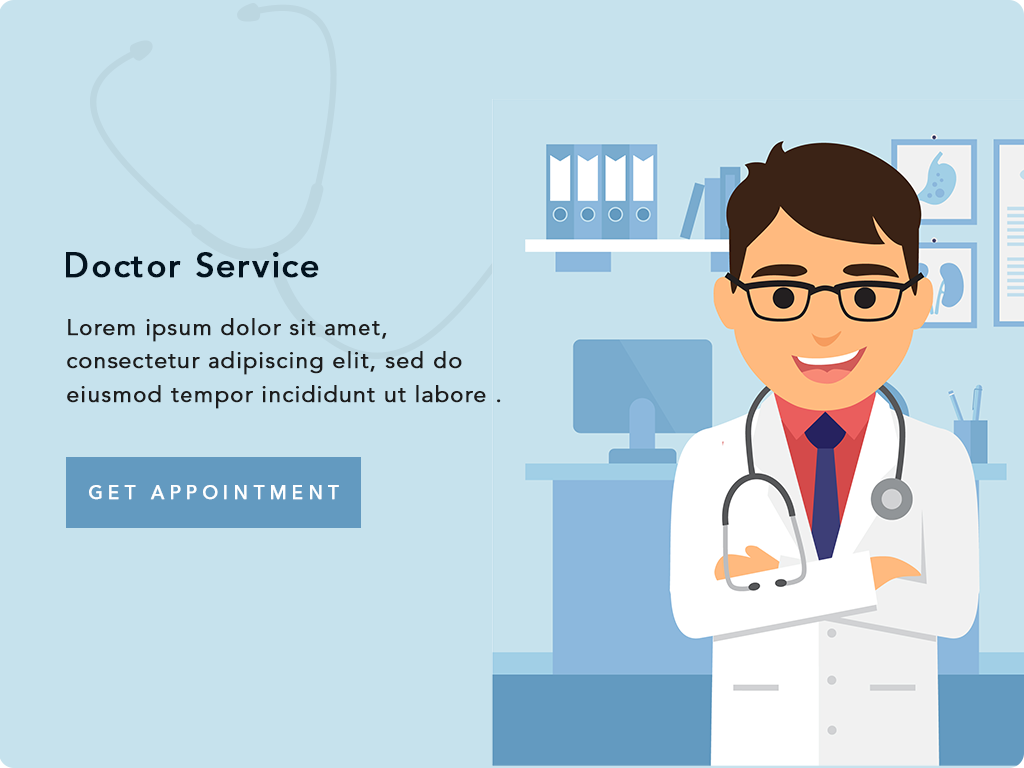 Doctor Service
Lorem ipsum dolor sit amet,
consectetur adipiscing elit, sed do
eiusmod tempor incididunt ut labore .
GET APPOINTMENT